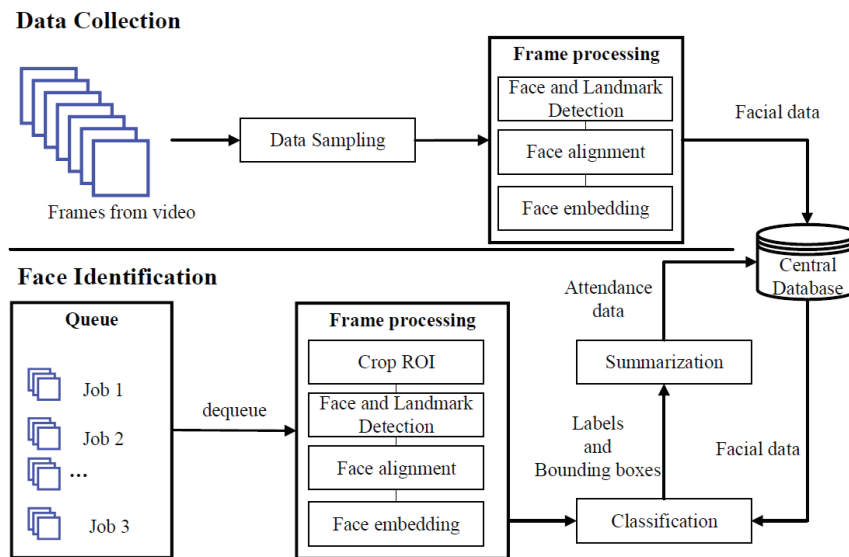 Data Collection
Frames from video
Data Sampling
Frame processing
Face and Landmark
Detection
Face alignment
Face embedding
Facial data
Central
Database
Face Identification
Queue
Job 1
Job 2
...
Job 3
dequeue
Frame processing
Crop ROI
Face and Landmark
Detection
Face alignment
Face embedding
Attendance
data
Summarization
Labels
and
Bounding boxes
Classification
Facial data